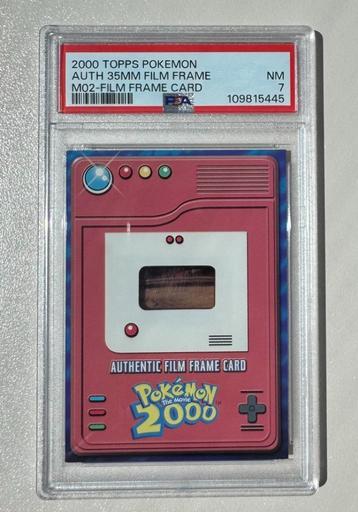 2000 TOPPS POKEMON
AUTH 35MM FILM FRAME NM
M02-FILM FRAME CARD 7
PSA 109815445
AUTHENTIC FILM FRAME CARD
POKéMON
The Movie
2000